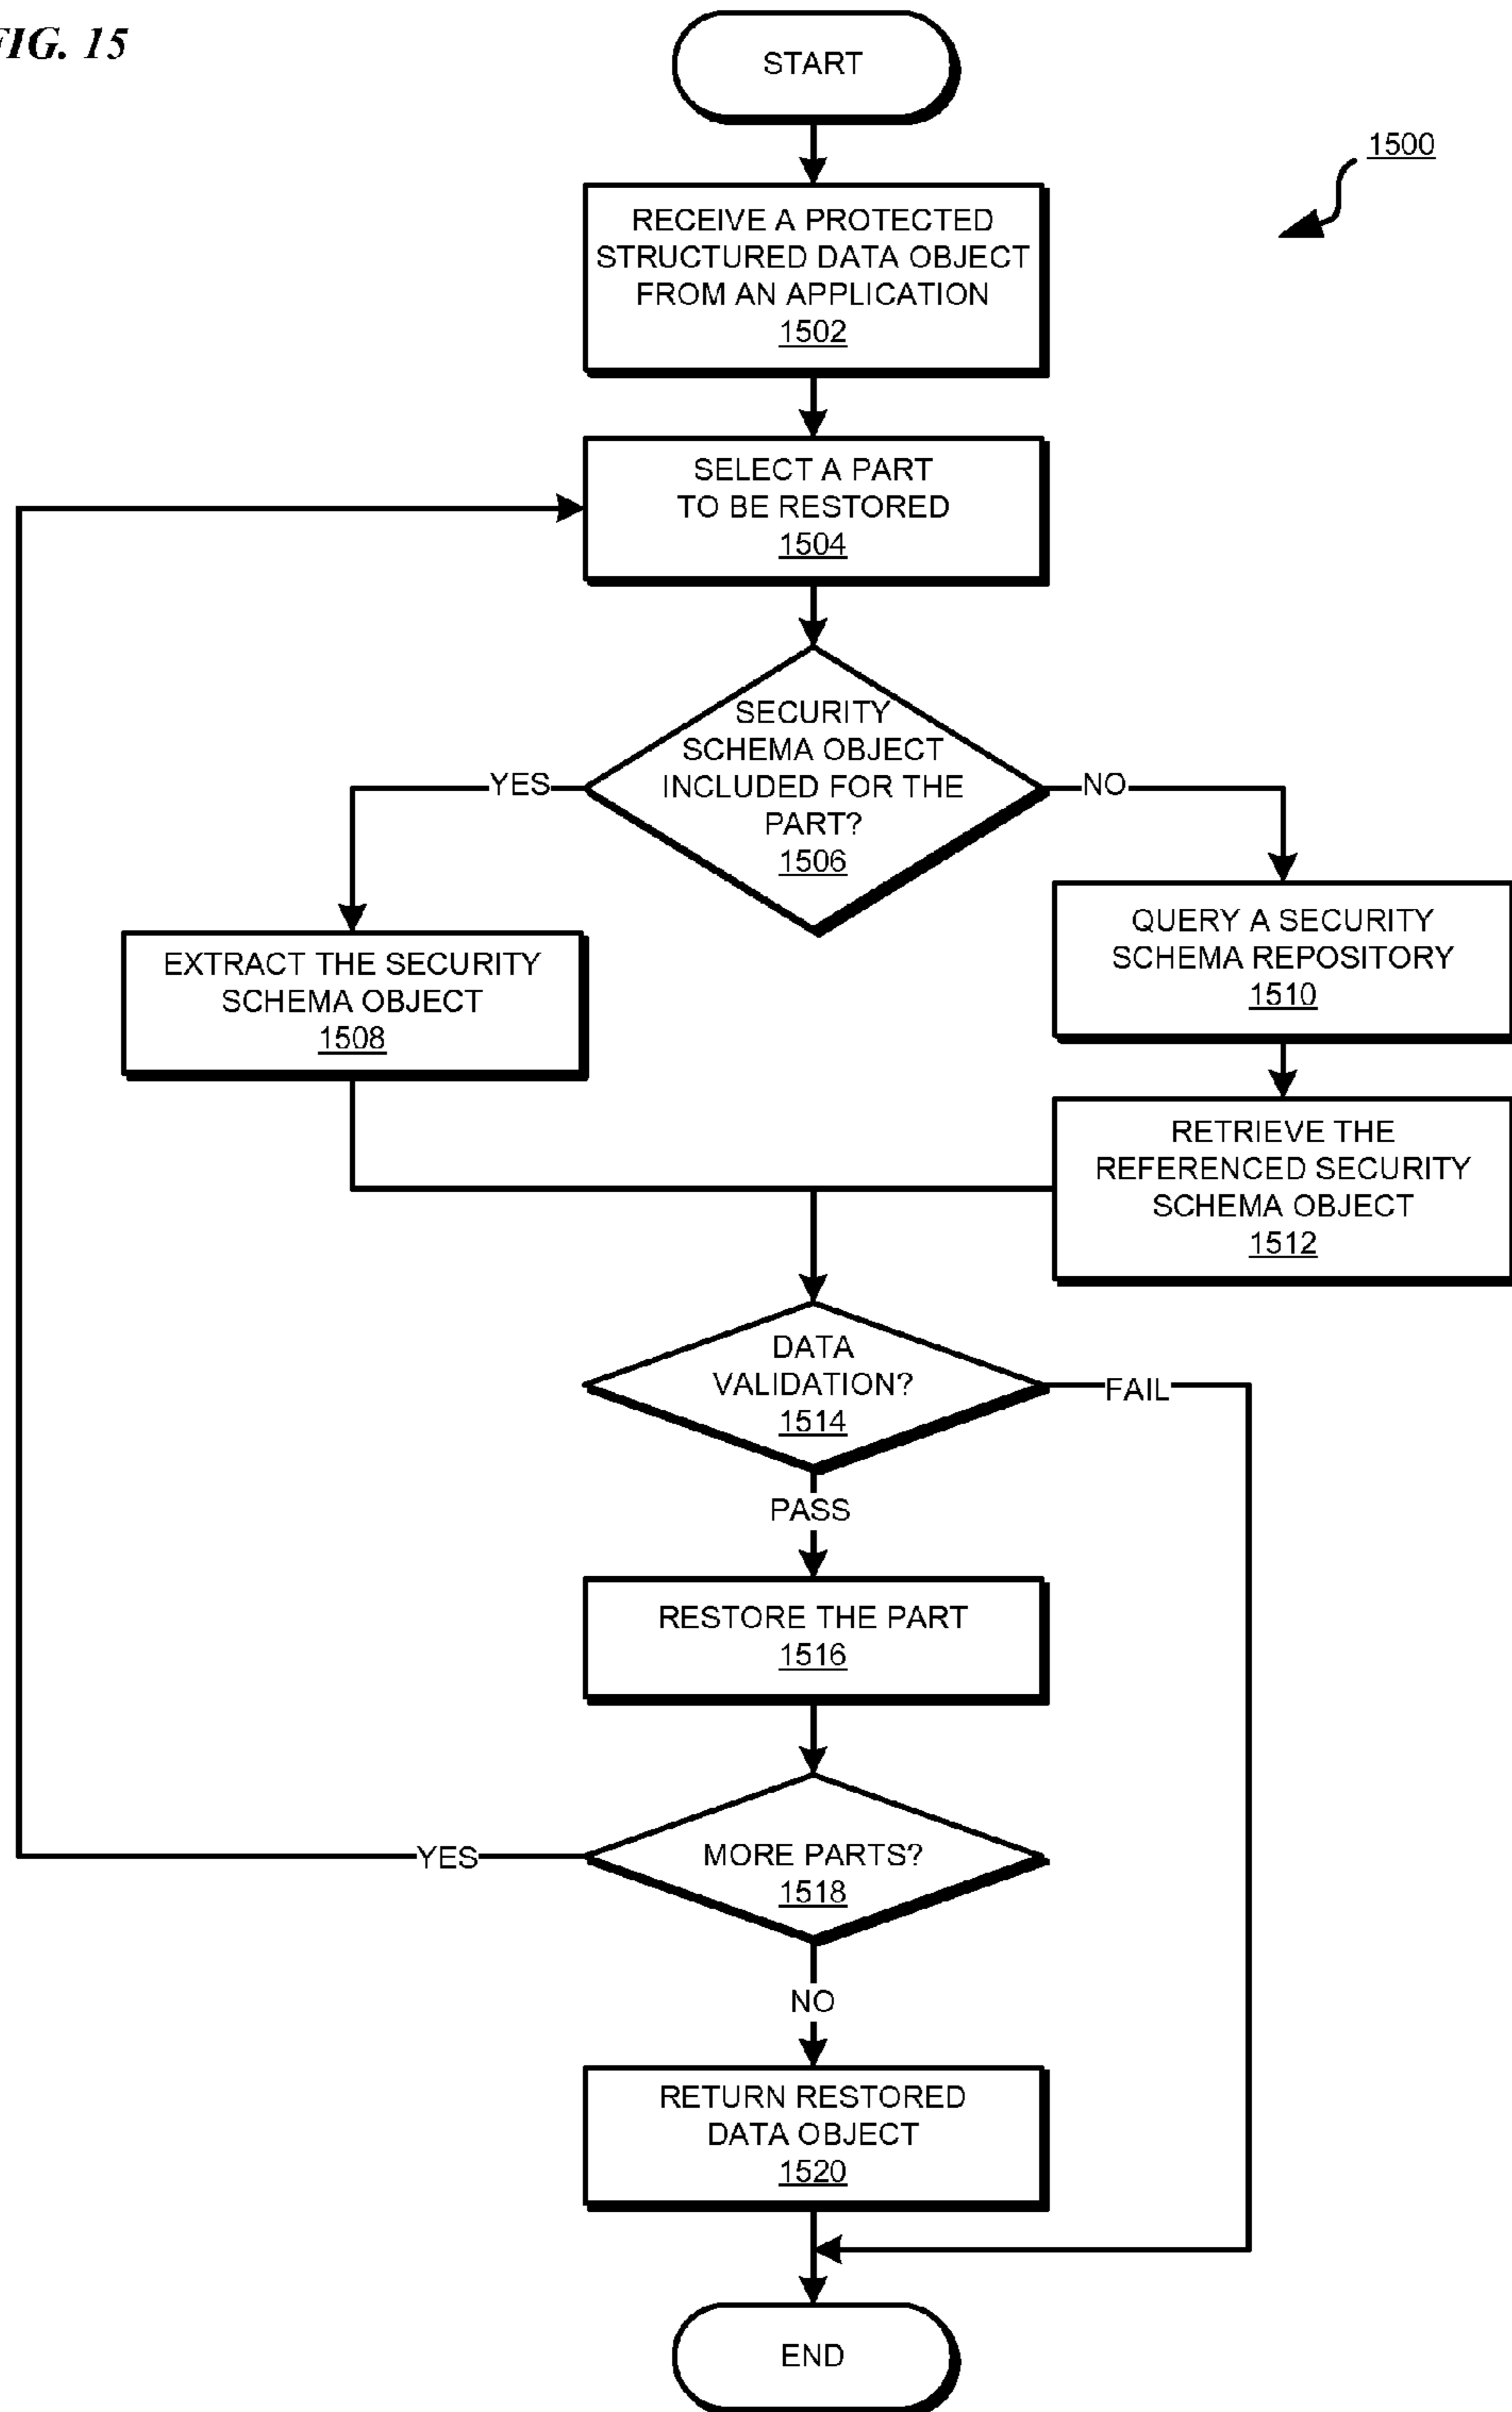 FIG. 15
START
1500
RECEIVE A PROTECTED
STRUCTURED DATA OBJECT
FROM AN APPLICATION
1502
SELECT A PART
TO BE RESTORED
1504
SECURITY
SCHEMA OBJECT
INCLUDED FOR THE
PART?
1506
YES
NO
EXTRACT THE SECURITY
SCHEMA OBJECT
1508
QUERY A SECURITY
SCHEMA REPOSITORY
1510
RETRIEVE THE
REFERENCED SECURITY
SCHEMA OBJECT
1512
DATA
VALIDATION?
1514
FAIL
PASS
RESTORE THE PART
1516
MORE PARTS?
1518
YES
NO
RETURN RESTORED
DATA OBJECT
1520
END